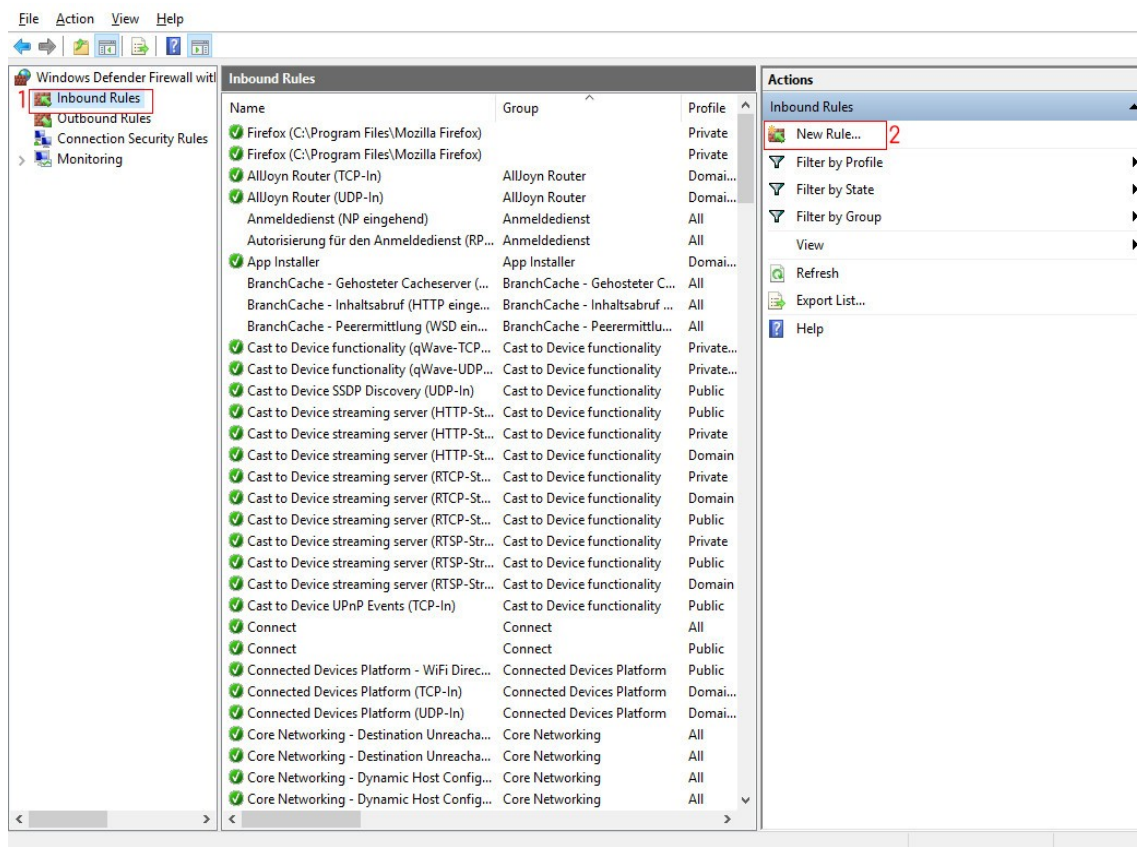 File Action View Help
Windows Defender Firewall witl
1 Inbound Rules
Outbound Rules
Connection Security Rules
Monitoring
Inbound Rules
Name Group Profile
Firefox (C:\Program Files\Mozilla Firefox) Private
Firefox (C:\Program Files\Mozilla Firefox) Private
AllJoyn Router (TCP-In) AllJoyn Router Domai...
AllJoyn Router (UDP-In) AllJoyn Router Domai...
Anmeldedienst (NP eingehend) Anmeldedienst All
Autorisierung für den Anmeldedienst (RP... Anmeldedienst All
App Installer App Installer Domai...
BranchCache - Gehosteter Cacheserver (... BranchCache - Gehosteter C... All
BranchCache - Inhaltsabruf (HTTP einge... BranchCache - Inhaltsabruf ... All
BranchCache - Peerermittlung (WSD ein... BranchCache - Peerermittlu... All
Cast to Device functionality (qWave-TCP... Cast to Device functionality Private...
Cast to Device functionality (qWave-UDP... Cast to Device functionality Private...
Cast to Device SSDP Discovery (UDP-In) Cast to Device functionality Public
Cast to Device streaming server (HTTP-St... Cast to Device functionality Public
Cast to Device streaming server (HTTP-St... Cast to Device functionality Private
Cast to Device streaming server (HTTP-St... Cast to Device functionality Domain
Cast to Device streaming server (RTCP-St... Cast to Device functionality Private
Cast to Device streaming server (RTCP-St... Cast to Device functionality Domain
Cast to Device streaming server (RTCP-St... Cast to Device functionality Public
Cast to Device streaming server (RTSP-Str... Cast to Device functionality Private
Cast to Device streaming server (RTSP-Str... Cast to Device functionality Public
Cast to Device streaming server (RTSP-Str... Cast to Device functionality Domain
Cast to Device UPnP Events (TCP-In) Cast to Device functionality Public
Connect Connect All
Connect Connect Public
Connected Devices Platform - WiFi Direc... Connected Devices Platform Public
Connected Devices Platform (TCP-In) Connected Devices Platform Domai...
Connected Devices Platform (UDP-In) Connected Devices Platform Domai...
Core Networking - Destination Unreacha... Core Networking All
Core Networking - Destination Unreacha... Core Networking All
Core Networking - Dynamic Host Config... Core Networking All
Core Networking - Dynamic Host Config... Core Networking All
Actions
Inbound Rules
New Rule... 2
Filter by Profile
Filter by State
Filter by Group
View
Refresh
Export List...
Help